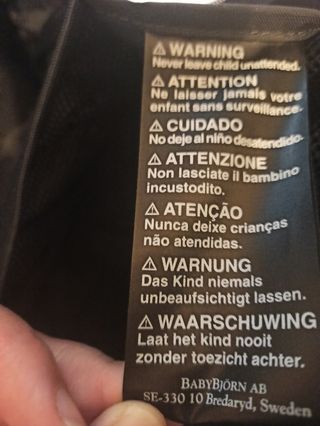 ⚠ WARNING
Never leave child unattended.
⚠ ATTENTION
Ne laisser jamais votre
enfant sans surveillance.
⚠ CUIDADO
No deje al niño desatendido.
⚠ ATTENZIONE
Non lasciate il bambino
incustodito.
⚠ ATENÇÃO
Nunca deixe crianças
não atendidas.
⚠ WARNUNG
Das Kind niemals
unbeaufsichtigt lassen.
⚠ WAARSCHUWING
Laat het kind nooit
zonder toezicht achter.
BABYBJÖRN AB
SE-330 10 Bredaryd, Sweden